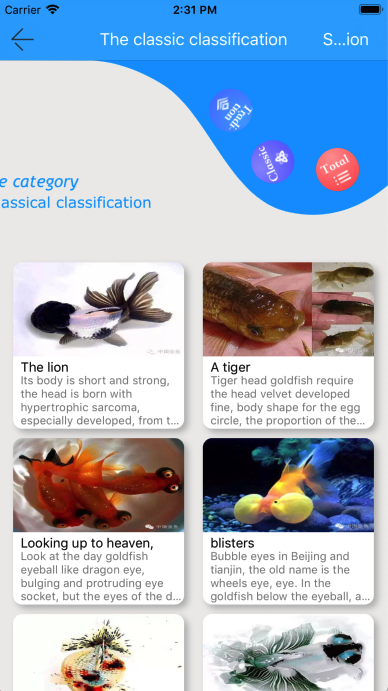 Carrier 2:31 PM
The classic classification S...ion
Tradi
tion
Classic
Total
e category
assical classification
The lion
Its body is short and strong,
the head is born with
hypertrophic sarcoma,
especially developed, from t...
A tiger
Tiger head goldfish require
the head velvet developed
fine, body shape for the egg
circle, the proportion of the...
Looking up to heaven,
Look at the day goldfish
eyeball like dragon eye,
bulging and protruding eye
socket, but the eyes of the d...
blisters
Bubble eyes in Beijing and
tianjin, the old name is the
wheels eye, eye. In the
goldfish below the eyeball, a...